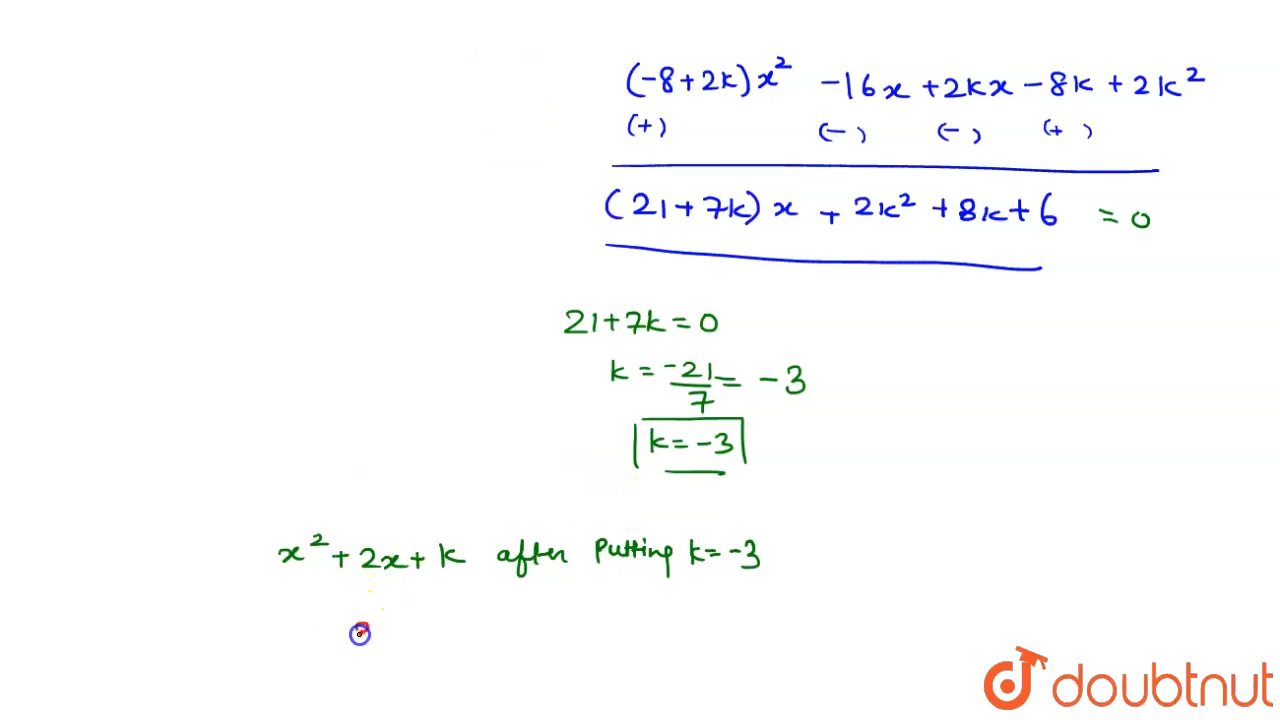 (-8+2k)x² -16x +2kx -8k +2k²
(+) (-) (-) (+)
(21+7k)x + 2k² +8k+6 = 0
21+7k=0
k = -21/7 = -3
k=-3
x²+2x+k after Putting k=-3
doubtnut